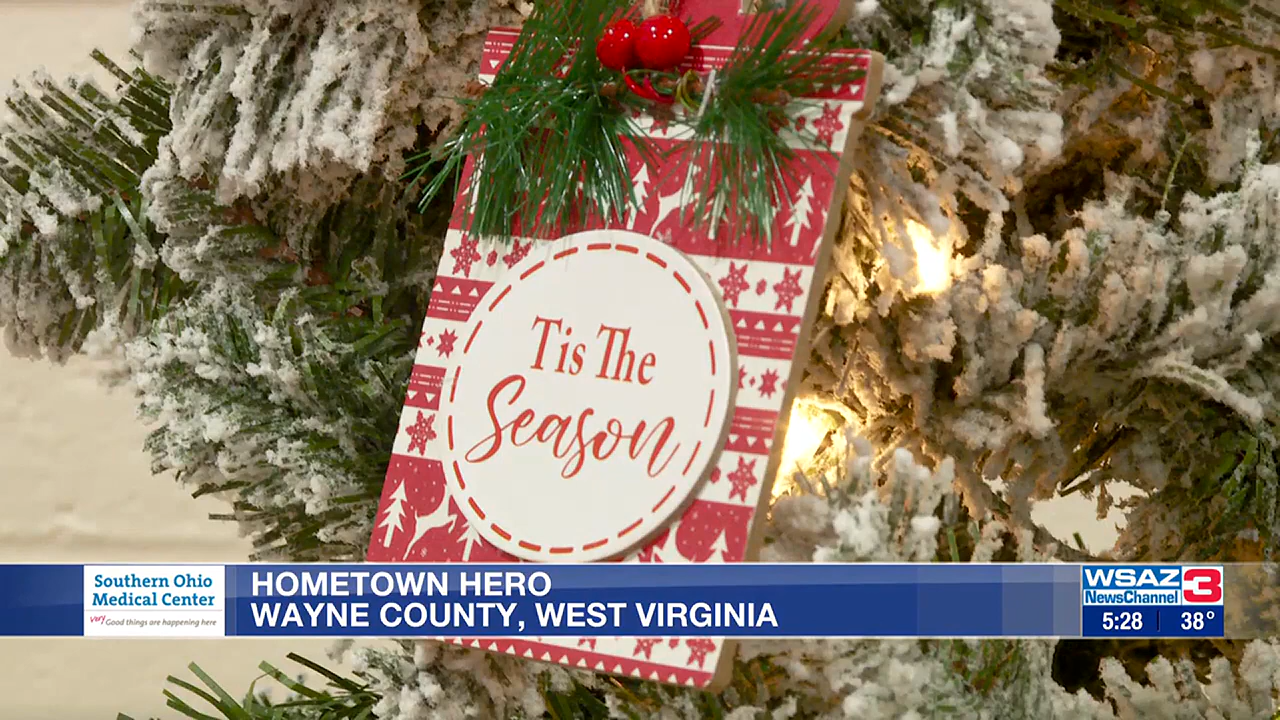 Tis The
Season
Southern Ohio
Medical Center
very Good things are happening here
HOMETOWN HERO
WAYNE COUNTY, WEST VIRGINIA
WSAZ 3
NewsChannel
5:28 38°